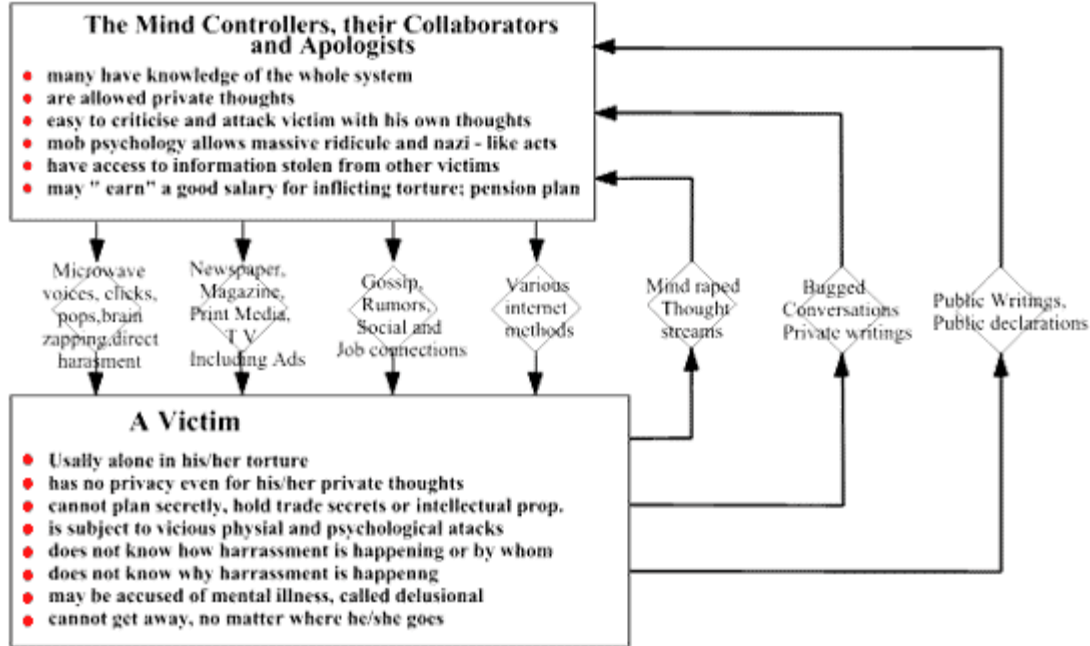 The Mind Controllers, their Collaborators
and Apologists
many have knowledge of the whole system
are allowed private thoughts
easy to criticise and attack victim with his own thoughts
mob psychology allows massive ridicule and nazi - like acts
have access to information stolen from other victims
may " earn" a good salary for inflicting torture; pension plan
Microwave
voices, clicks,
pops,brain
zapping,direct
harasment
Newspaper,
Magazine,
Print Media,
T V
Including Ads
Gossip,
Rumors,
Social and
Job connections
Various
internet
methods
Mind raped
Thought
streams
Bugged
Conversations
Private writings
Public Writings,
Public declarations
A Victim
Usally alone in his/her torture
has no privacy even for his/her private thoughts
cannot plan secretly, hold trade secrets or intellectual prop.
is subject to vicious physial and psychological atacks
does not know how harrassment is happening or by whom
does not know why harrassment is happenng
may be accused of mental illness, called delusional
cannot get away, no matter where he/she goes